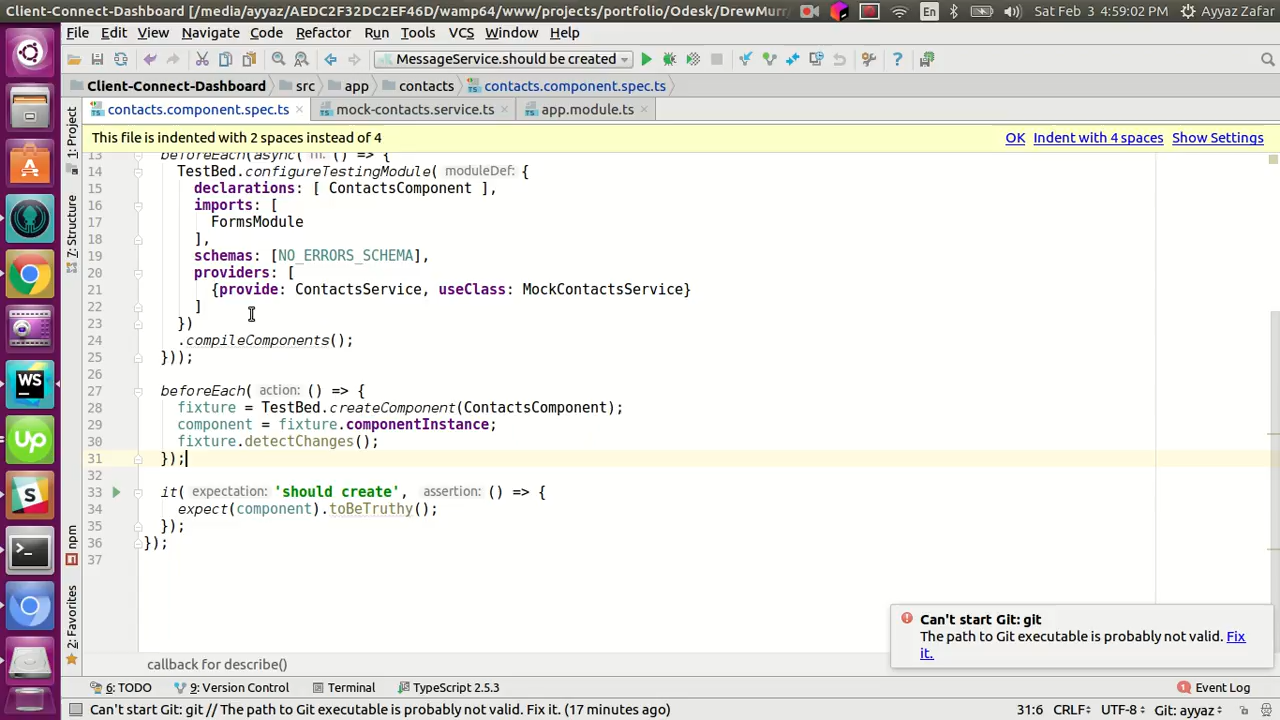 Client-Connect-Dashboard [/media/ayyaz/AEDC2F32DC2EF46D/wamp64/www/projects/portfolio/Odesk/DrewMurr
En
Sat Feb 3 4:59:02 PM
Ayyaz Zafar
File Edit View Navigate Code Refactor Run Tools VCS Window Help
MessageService.should be created
Client-Connect-Dashboard src app contacts contacts.component.spec.ts
contacts.component.spec.ts × mock-contacts.service.ts × app.module.ts ×
This file is indented with 2 spaces instead of 4 OK Indent with 4 spaces Show Settings
1: Project
7: Structure
npm
2: Favorites
13 beforeEach(async( () => {
14 TestBed.configureTestingModule( moduleDef: {
15 declarations: [ ContactsComponent ],
16 imports: [
17 FormsModule
18 ],
19 schemas: [NO_ERRORS_SCHEMA],
20 providers: [
21 {provide: ContactsService, useClass: MockContactsService}
22 ]
23 })
24 .compileComponents();
25 }));
26
27 beforeEach( action: () => {
28 fixture = TestBed.createComponent(ContactsComponent);
29 component = fixture.componentInstance;
30 fixture.detectChanges();
31 });
32
33 it( expectation: 'should create', assertion: () => {
34 expect(component).toBeTruthy();
35 });
36 });
37
WS
Up
Can't start Git: git
The path to Git executable is probably not valid. Fix
it.
callback for describe()
6: TODO 9: Version Control Terminal TypeScript 2.5.3 1 Event Log
Can't start Git: git // The path to Git executable is probably not valid. Fix it. (17 minutes ago) 31:6 CRLF UTF-8 Git: ayyaz